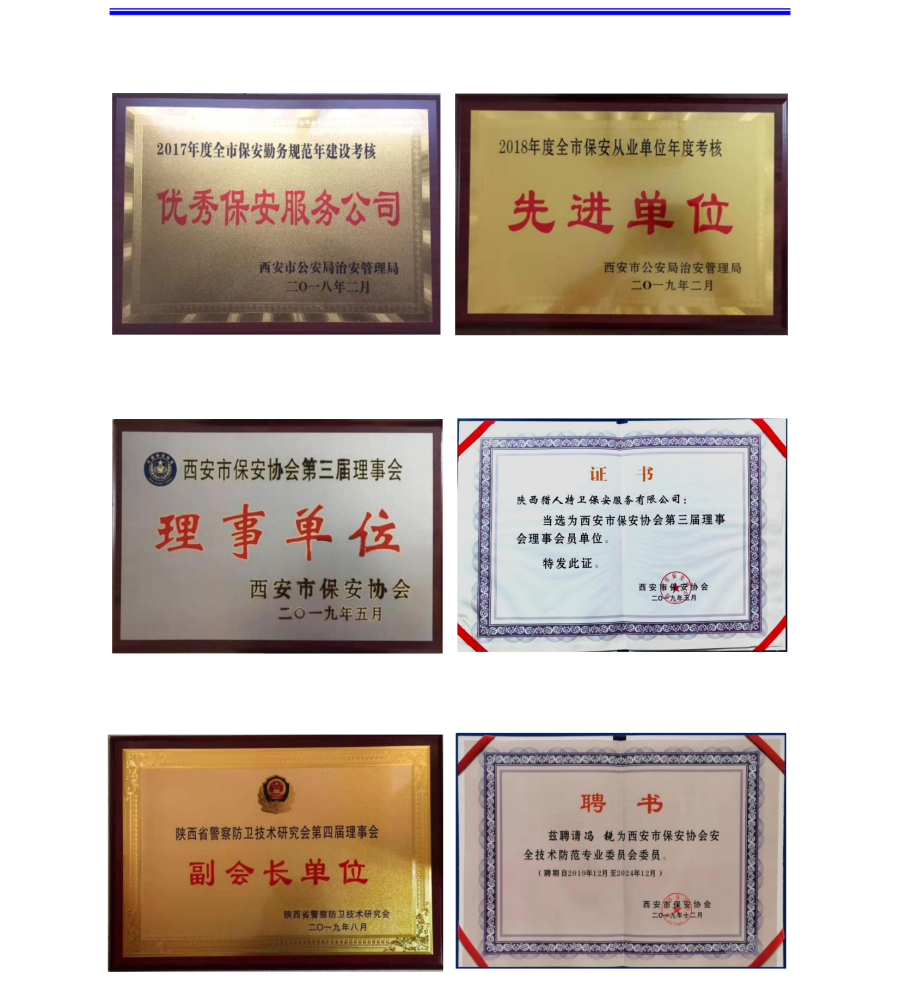 2017年度全市保安勤务规范年建设考核
优秀保安服务公司
西安市公安局治安管理局
二〇一八年二月
2018年度全市保安从业单位年度考核
先进单位
西安市公安局治安管理局
二〇一九年二月
西安市保安协会第三届理事会
理事单位
西安市保安协会
二〇一九年五月
证 书
陕西猎人特卫保安服务有限公司：
当选为西安市保安协会第三届理事
会理事会员单位。
特发此证。
西安市保安协会
二〇一九年五月
陕西省警察防卫技术研究会第四届理事会
副会长单位
陕西省警察防卫技术研究会
二〇一九年八月
聘 书
兹聘请冯 锐为西安市保安协会安
全技术防范专业委员会委员。
（聘期自2019年12月至2024年12月）
西安市保安协会
二〇一九年十二月